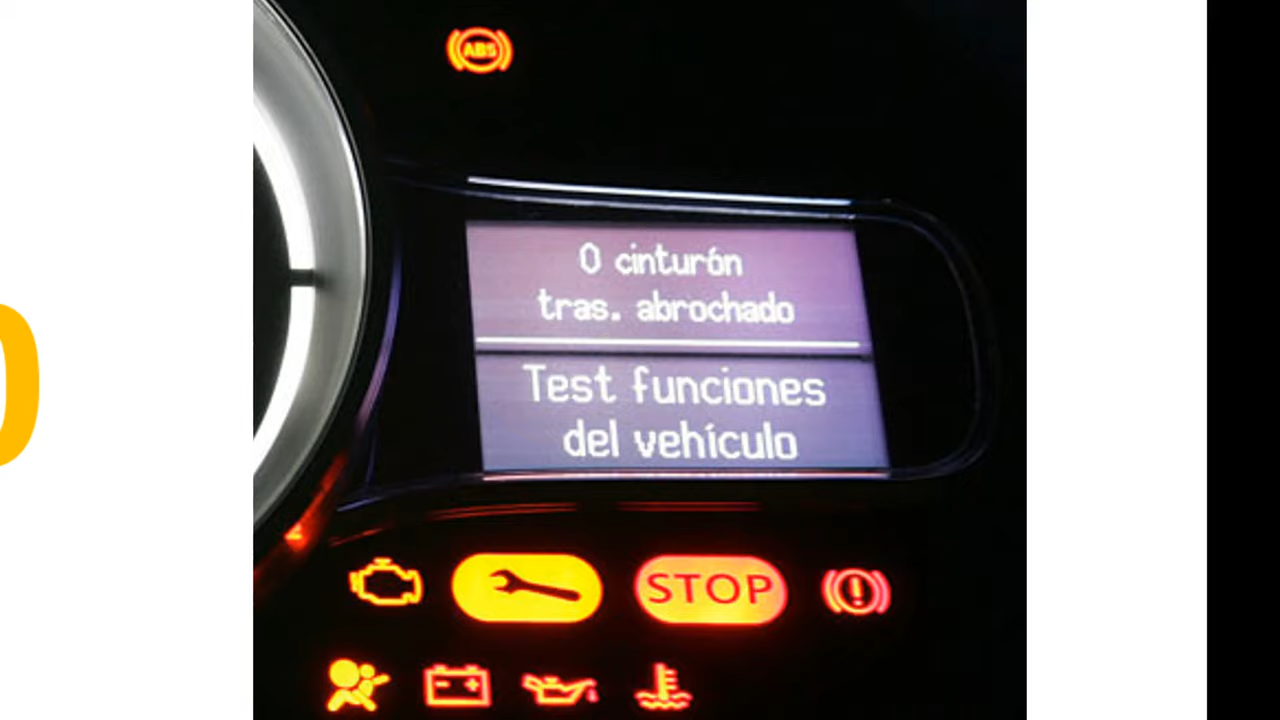 ABS
0 cinturón
tras. abrochado
Test funciones
del vehículo
STOP